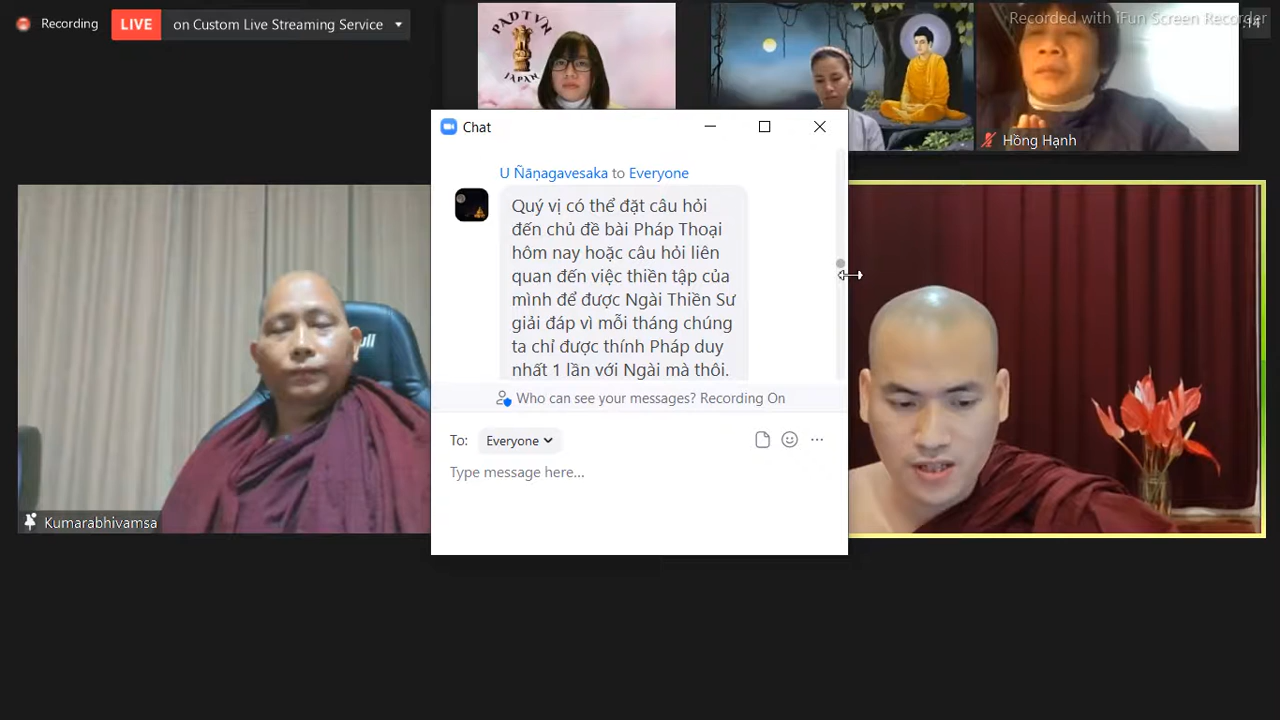 Recording
LIVE
on Custom Live Streaming Service
Recorded with iFun Screen Recorder
PADTVN
JAPAN
Hồng Hạnh
Chat
U Ñāṇagavesaka to Everyone
Quý vị có thể đặt câu hỏi
đến chủ đề bài Pháp Thoại
hôm nay hoặc câu hỏi liên
quan đến việc thiền tập của
mình để được Ngài Thiền Sư
giải đáp vì mỗi tháng chúng
ta chỉ được thính Pháp duy
nhất 1 lần với Ngài mà thôi.
Who can see your messages? Recording On
To: Everyone
Type message here...
Kumarabhivamsa